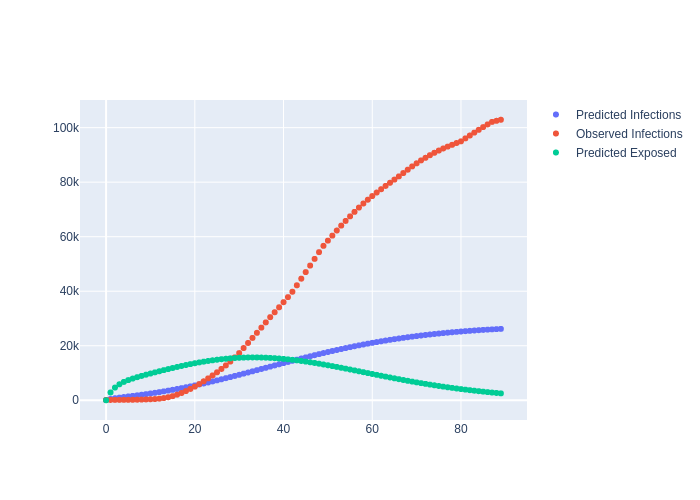 100k
80k
60k
40k
20k
0
0 20 40 60 80
Predicted Infections
Observed Infections
Predicted Exposed